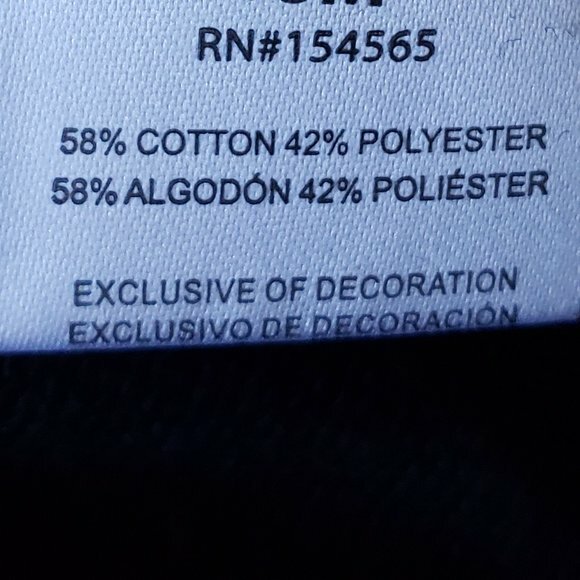 RN#154565
58% COTTON 42% POLYESTER
58% ALGODÓN 42% POLIÉSTER
EXCLUSIVE OF DECORATION
EXCLUSIVO DE DECORACIÓN